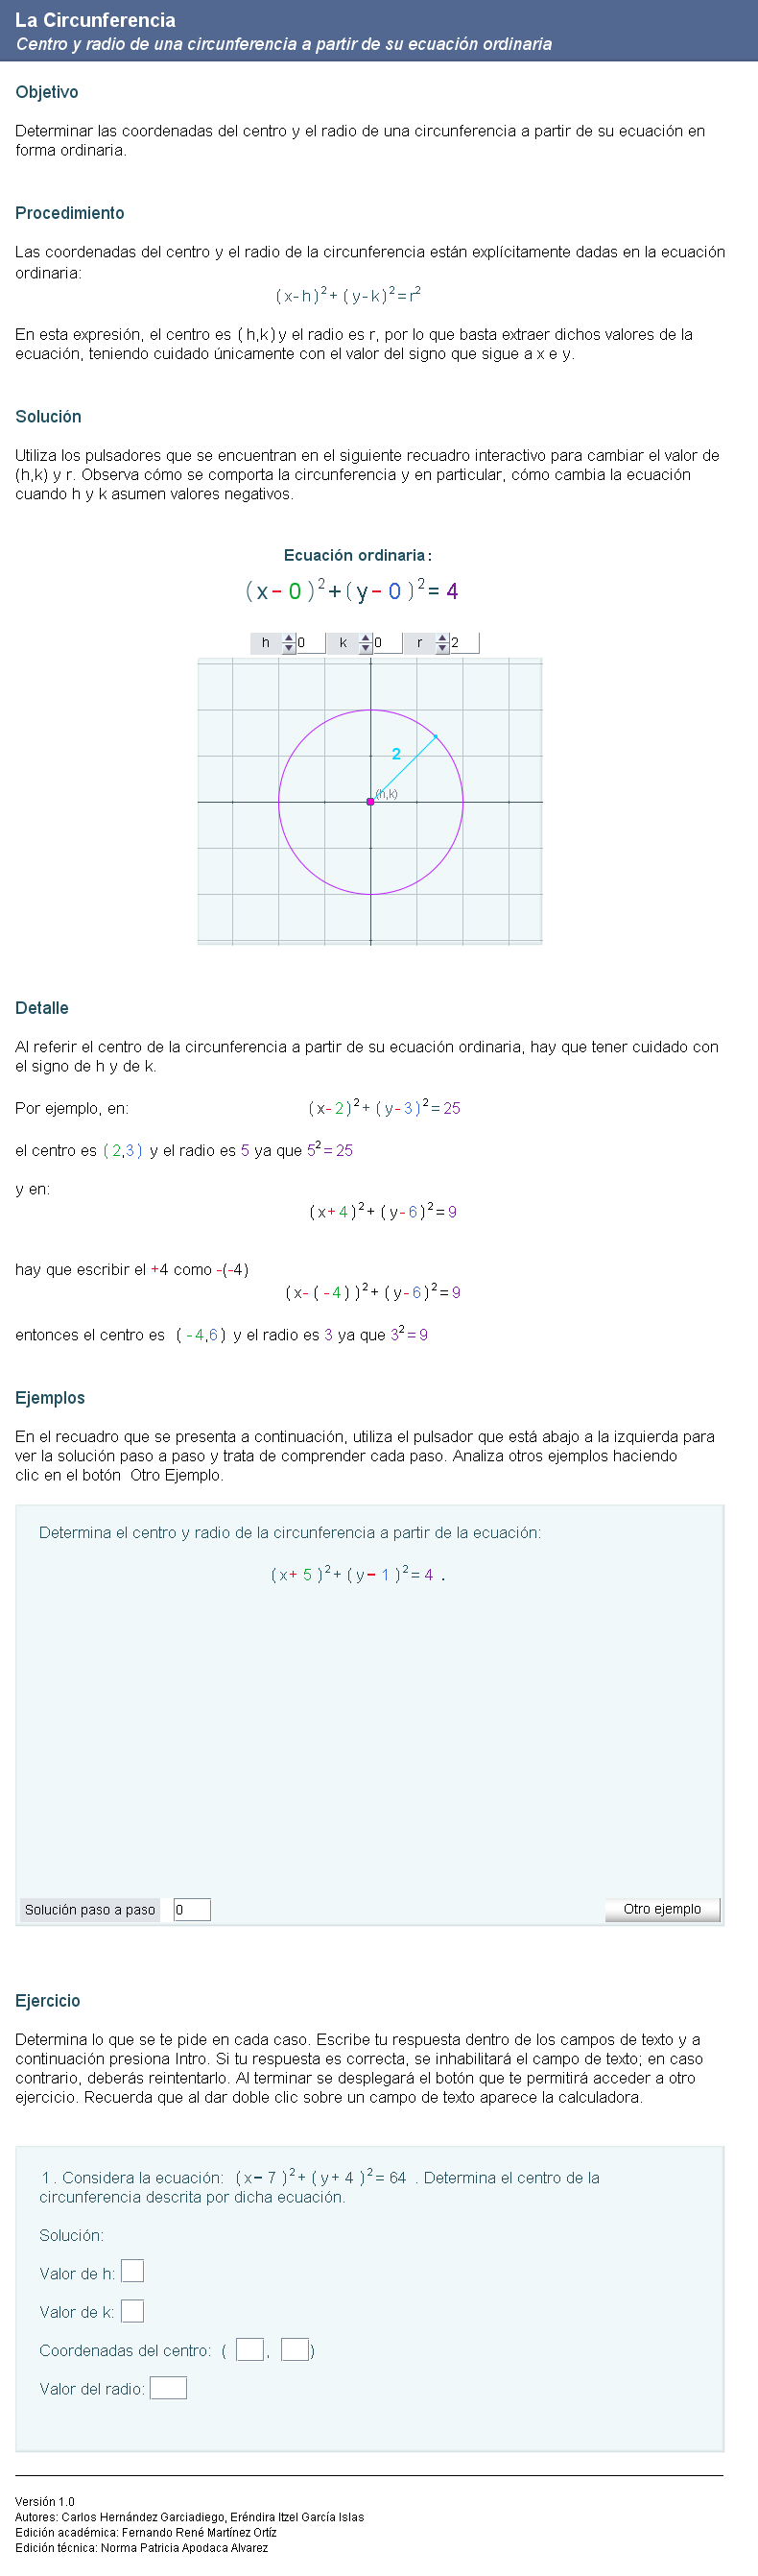 La Circunferencia
Centro y radio de una circunferencia a partir de su ecuación ordinaria
Objetivo
Determinar las coordenadas del centro y el radio de una circunferencia a partir de su ecuación en
forma ordinaria.
Procedimiento
Las coordenadas del centro y el radio de la circunferencia están explícitamente dadas en la ecuación
ordinaria:
(x-h)²+(y-k)²=r²
En esta expresión, el centro es (h,k) y el radio es r, por lo que basta extraer dichos valores de la
ecuación, teniendo cuidado únicamente con el valor del signo que sigue a x e y.
Solución
Utiliza los pulsadores que se encuentran en el siguiente recuadro interactivo para cambiar el valor de
(h,k) y r. Observa cómo se comporta la circunferencia y en particular, cómo cambia la ecuación
cuando h y k asumen valores negativos.
Ecuación ordinaria:
(x- 0 )²+(y- 0 )²= 4
h 0 k 0 r 2
2
(h,k)
Detalle
Al referir el centro de la circunferencia a partir de su ecuación ordinaria, hay que tener cuidado con
el signo de h y de k.
Por ejemplo, en: (x-2)²+(y-3)²=25
el centro es (2,3) y el radio es 5 ya que 5²=25
y en:
(x+4)²+(y-6)²=9
hay que escribir el +4 como -(-4)
(x-(-4))²+(y-6)²=9
entonces el centro es (-4,6) y el radio es 3 ya que 3²=9
Ejemplos
En el recuadro que se presenta a continuación, utiliza el pulsador que está abajo a la izquierda para
ver la solución paso a paso y trata de comprender cada paso. Analiza otros ejemplos haciendo
clic en el botón Otro Ejemplo.
Determina el centro y radio de la circunferencia a partir de la ecuación:
(x+ 5 )²+(y- 1 )²= 4 .
Solución paso a paso 0 Otro ejemplo
Ejercicio
Determina lo que se te pide en cada caso. Escribe tu respuesta dentro de los campos de texto y a
continuación presiona Intro. Si tu respuesta es correcta, se inhabilitará el campo de texto; en caso
contrario, deberás reintentarlo. Al terminar se desplegará el botón que te permitirá acceder a otro
ejercicio. Recuerda que al dar doble clic sobre un campo de texto aparece la calculadora.
1. Considera la ecuación: (x- 7 )²+(y+ 4 )²= 64 . Determina el centro de la
circunferencia descrita por dicha ecuación.
Solución:
Valor de h:
Valor de k:
Coordenadas del centro: ( , )
Valor del radio:
Versión 1.0
Autores: Carlos Hernández Garciadiego, Eréndira Itzel García Islas
Edición académica: Fernando René Martínez Ortíz
Edición técnica: Norma Patricia Apodaca Alvarez